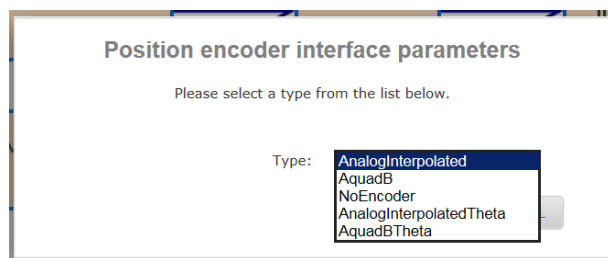 Position encoder interface parameters
Please select a type from the list below.
Type:
AnalogInterpolated
AquadB
NoEncoder
AnalogInterpolatedTheta
AquadBTheta